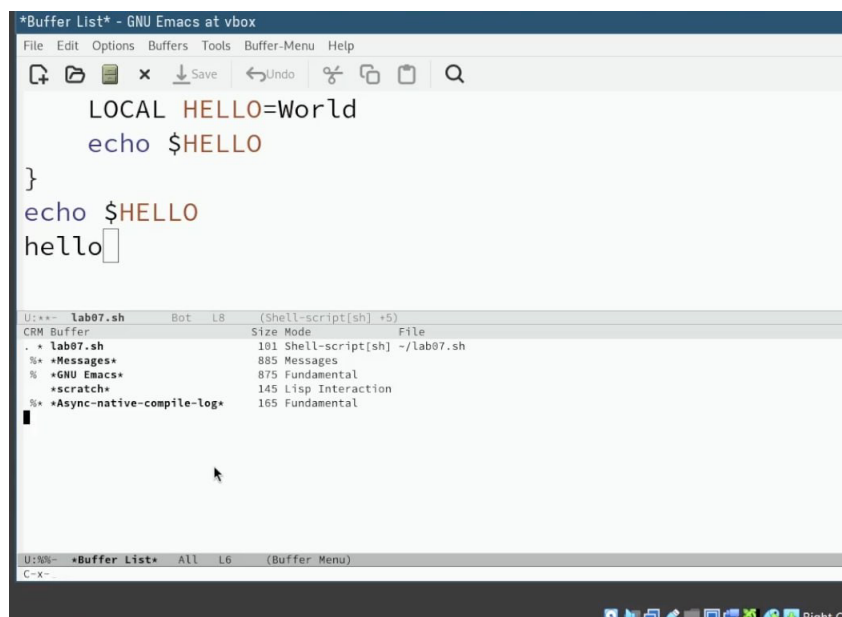 *Buffer List* - GNU Emacs at vbox
File Edit Options Buffers Tools Buffer-Menu Help
Save Undo
LOCAL HELLO=World
echo $HELLO
}
echo $HELLO
hello
U:**- lab07.sh Bot L8 (Shell-script[sh] +5)
CRM Buffer Size Mode File
. * lab07.sh 101 Shell-script[sh] ~/lab07.sh
%* *Messages* 885 Messages
% *GNU Emacs* 875 Fundamental
*scratch* 145 Lisp Interaction
%* *Async-native-compile-log* 165 Fundamental
U:%%- *Buffer List* All L6 (Buffer Menu)
C-x-
Right